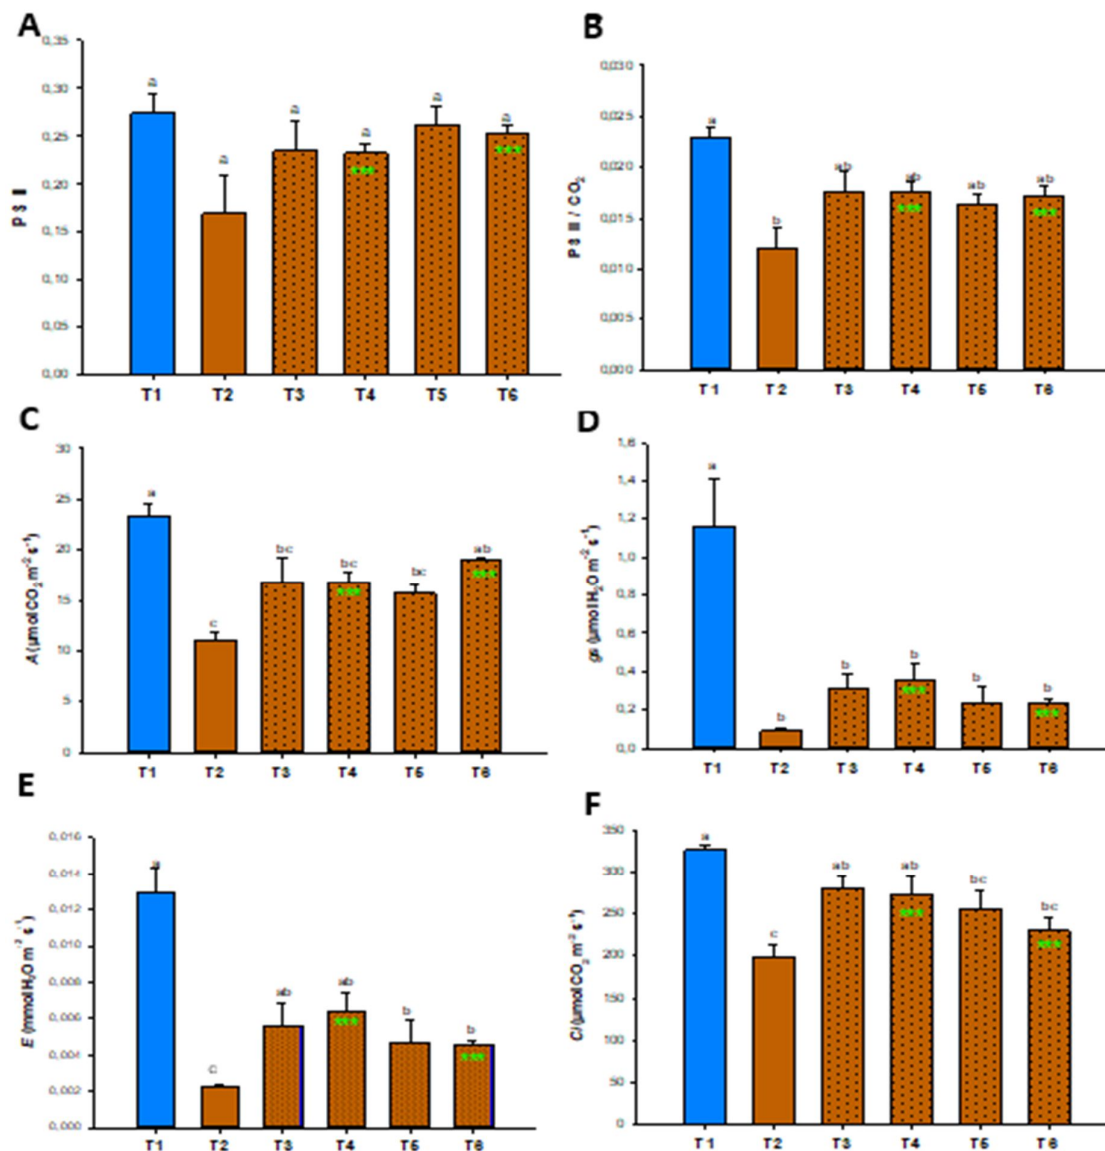 A
0,35
0,30
0,25
0,20
0,15
0,10
0,05
0,00
PS II
a a a a a a
*** ***
T1 T2 T3 T4 T5 T6
B
0,030
0,025
0,020
0,015
0,010
0,005
0,000
PS II / CO2
a b ab ab ab ab
*** ***
T1 T2 T3 T4 T5 T6
C
30
25
20
15
10
5
0
A (µmol CO2 m-2 s-1)
a c bc bc bc ab
*** ***
T1 T2 T3 T4 T5 T6
D
1,6
1,4
1,2
1,0
0,8
0,6
0,4
0,2
0,0
gs (µmol H2O m-2 s-1)
a b b b b b
*** ***
T1 T2 T3 T4 T5 T6
E
0,016
0,014
0,012
0,010
0,008
0,006
0,004
0,002
0,000
E (mmol H2O m-2 s-1)
a c ab ab b b
*** ***
T1 T2 T3 T4 T5 T6
F
350
300
250
200
150
100
50
0
Ci (µmol CO2 m-2 s-1)
a c ab ab bc bc
*** ***
T1 T2 T3 T4 T5 T6